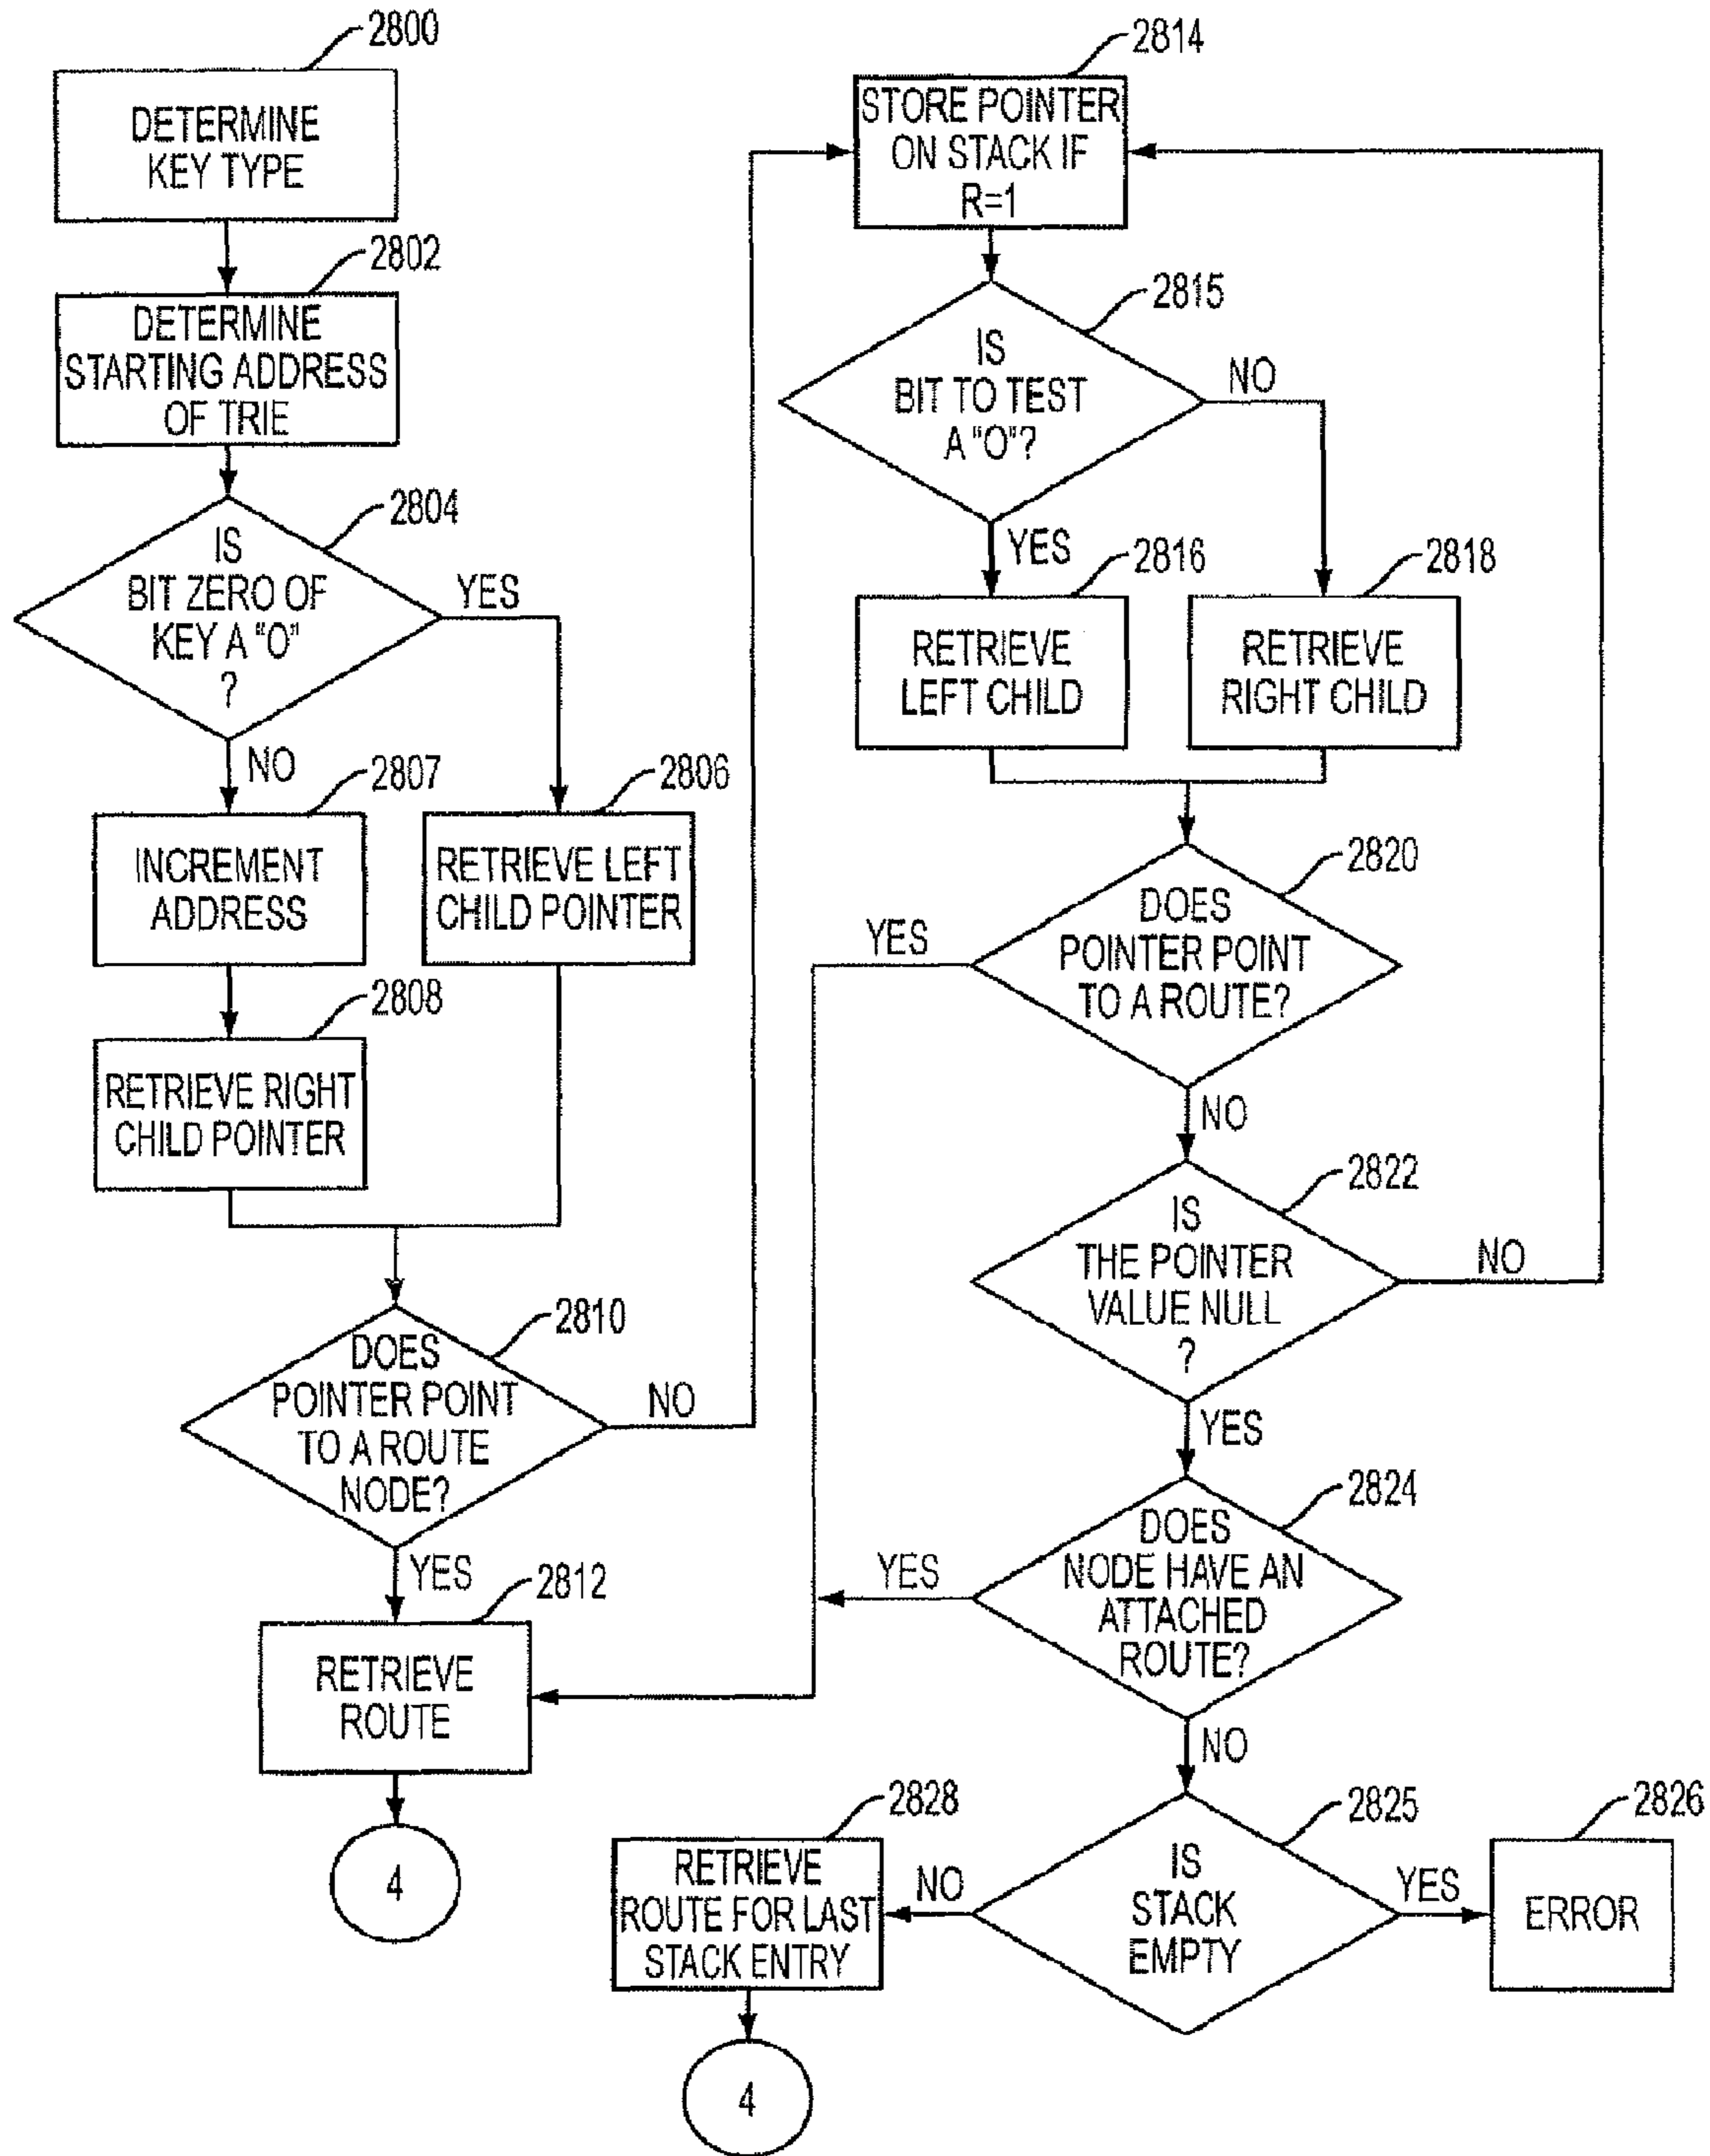 2800
DETERMINE
KEY TYPE
2802
DETERMINE
STARTING ADDRESS
OF TRIE
2804
IS
BIT ZERO OF
KEY A "O"
?
YES
NO
2807
INCREMENT
ADDRESS
2806
RETRIEVE LEFT
CHILD POINTER
2808
RETRIEVE RIGHT
CHILD POINTER
2810
DOES
POINTER POINT
TO A ROUTE
NODE?
NO
YES
2812
RETRIEVE
ROUTE
4
2814
STORE POINTER
ON STACK IF
R=1
2815
IS
BIT TO TEST
A "O"?
NO
YES
2816
RETRIEVE
LEFT CHILD
2818
RETRIEVE
RIGHT CHILD
2820
DOES
POINTER POINT
TO A ROUTE?
YES
NO
2822
IS
THE POINTER
VALUE NULL
?
NO
YES
2824
DOES
NODE HAVE AN
ATTACHED
ROUTE?
YES
NO
2825
IS
STACK
EMPTY
NO
YES
2826
ERROR
2828
RETRIEVE
ROUTE FOR LAST
STACK ENTRY
4